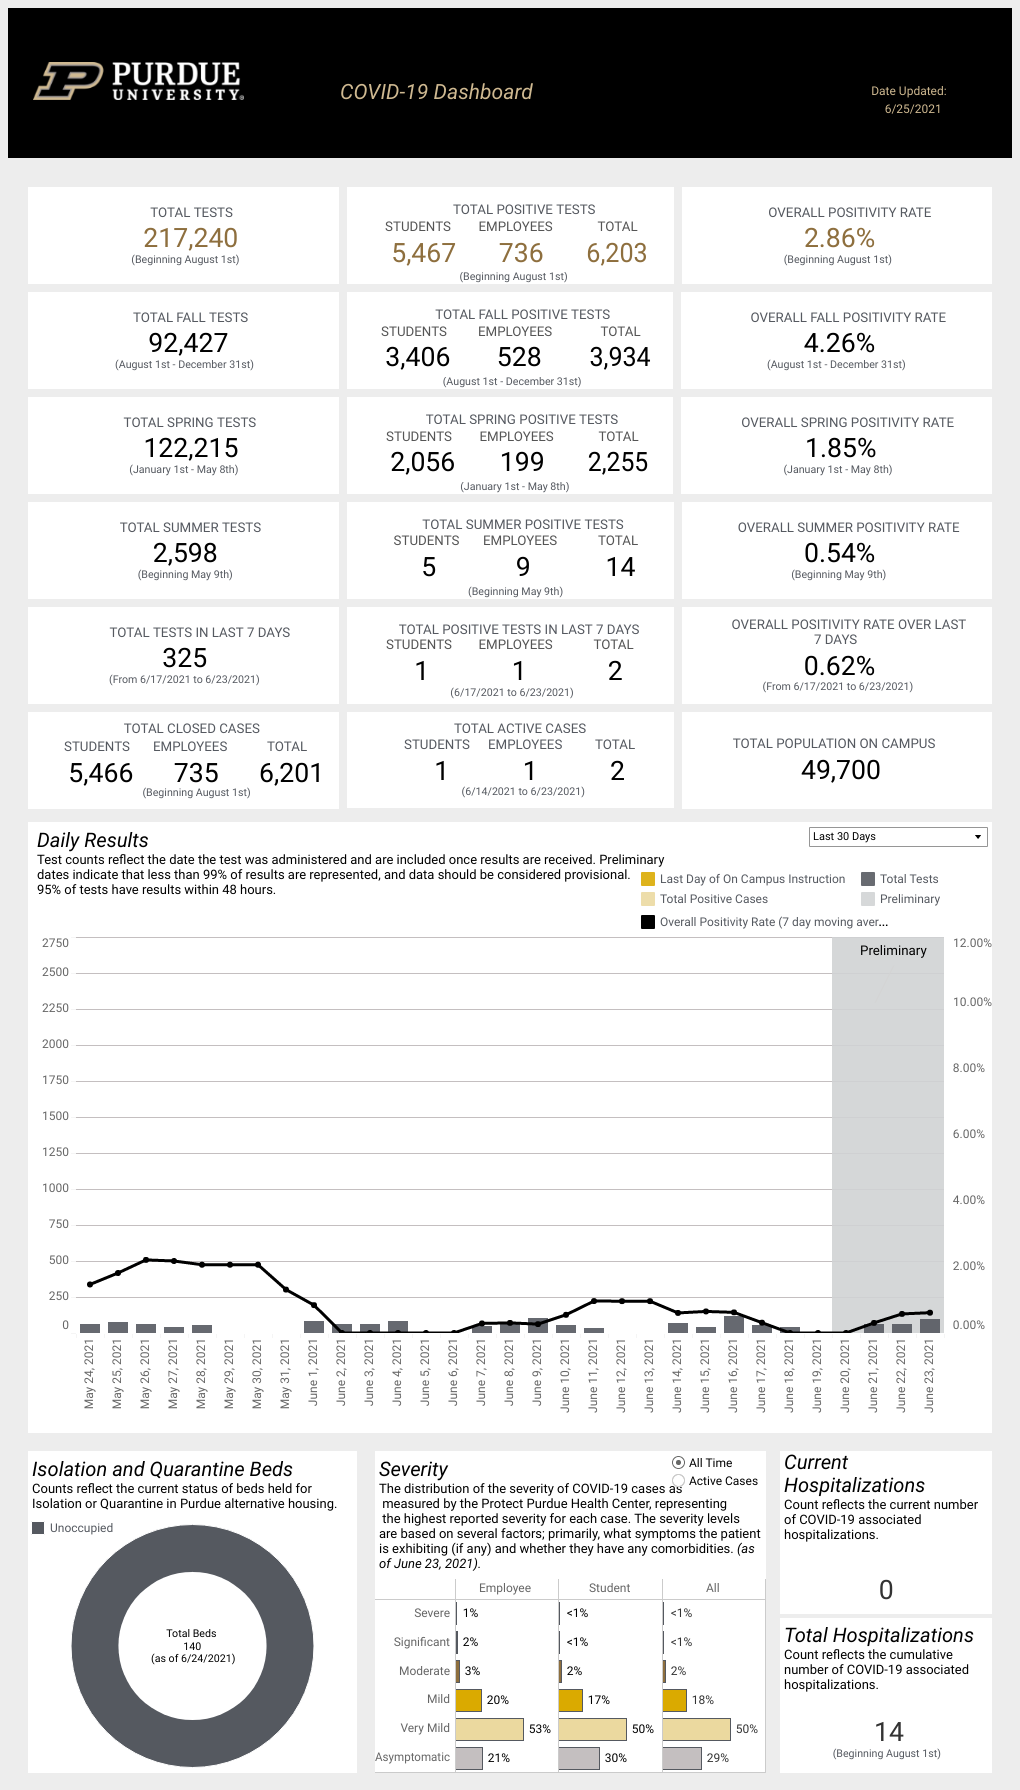 PURDUE
UNIVERSITY®
COVID-19 Dashboard
Date Updated:
6/25/2021
TOTAL TESTS
217,240
(Beginning August 1st)
TOTAL POSITIVE TESTS
STUDENTS EMPLOYEES TOTAL
5,467 736 6,203
(Beginning August 1st)
OVERALL POSITIVITY RATE
2.86%
(Beginning August 1st)
TOTAL FALL TESTS
92,427
(August 1st - December 31st)
TOTAL FALL POSITIVE TESTS
STUDENTS EMPLOYEES TOTAL
3,406 528 3,934
(August 1st - December 31st)
OVERALL FALL POSITIVITY RATE
4.26%
(August 1st - December 31st)
TOTAL SPRING TESTS
122,215
(January 1st - May 8th)
TOTAL SPRING POSITIVE TESTS
STUDENTS EMPLOYEES TOTAL
2,056 199 2,255
(January 1st - May 8th)
OVERALL SPRING POSITIVITY RATE
1.85%
(January 1st - May 8th)
TOTAL SUMMER TESTS
2,598
(Beginning May 9th)
TOTAL SUMMER POSITIVE TESTS
STUDENTS EMPLOYEES TOTAL
5 9 14
(Beginning May 9th)
OVERALL SUMMER POSITIVITY RATE
0.54%
(Beginning May 9th)
TOTAL TESTS IN LAST 7 DAYS
325
(From 6/17/2021 to 6/23/2021)
TOTAL POSITIVE TESTS IN LAST 7 DAYS
STUDENTS EMPLOYEES TOTAL
1 1 2
(6/17/2021 to 6/23/2021)
OVERALL POSITIVITY RATE OVER LAST
7 DAYS
0.62%
(From 6/17/2021 to 6/23/2021)
TOTAL CLOSED CASES
STUDENTS EMPLOYEES TOTAL
5,466 735 6,201
(Beginning August 1st)
TOTAL ACTIVE CASES
STUDENTS EMPLOYEES TOTAL
1 1 2
(6/14/2021 to 6/23/2021)
TOTAL POPULATION ON CAMPUS
49,700
Daily Results
Last 30 Days
Test counts reflect the date the test was administered and are included once results are received. Preliminary
dates indicate that less than 99% of results are represented, and data should be considered provisional.
95% of tests have results within 48 hours.
Last Day of On Campus Instruction Total Tests
Total Positive Cases Preliminary
Overall Positivity Rate (7 day moving aver...
Preliminary
2750 12.00%
2500
2250 10.00%
2000
1750 8.00%
1500
1250 6.00%
1000
750 4.00%
500 2.00%
250
0 0.00%
May 24, 2021
May 25, 2021
May 26, 2021
May 27, 2021
May 28, 2021
May 29, 2021
May 30, 2021
May 31, 2021
June 1, 2021
June 2, 2021
June 3, 2021
June 4, 2021
June 5, 2021
June 6, 2021
June 7, 2021
June 8, 2021
June 9, 2021
June 10, 2021
June 11, 2021
June 12, 2021
June 13, 2021
June 14, 2021
June 15, 2021
June 16, 2021
June 17, 2021
June 18, 2021
June 19, 2021
June 20, 2021
June 21, 2021
June 22, 2021
June 23, 2021
Isolation and Quarantine Beds
Counts reflect the current status of beds held for
Isolation or Quarantine in Purdue alternative housing.
Unoccupied
Total Beds
140
(as of 6/24/2021)
Severity
All Time
Active Cases
The distribution of the severity of COVID-19 cases as
measured by the Protect Purdue Health Center, representing
the highest reported severity for each case. The severity levels
are based on several factors; primarily, what symptoms the patient
is exhibiting (if any) and whether they have any comorbidities. (as
of June 23, 2021).
Employee Student All
Severe 1% <1% <1%
Significant 2% <1% <1%
Moderate 3% 2% 2%
Mild 20% 17% 18%
Very Mild 53% 50% 50%
Asymptomatic 21% 30% 29%
Current
Hospitalizations
Count reflects the current number
of COVID-19 associated
hospitalizations.
0
Total Hospitalizations
Count reflects the cumulative
number of COVID-19 associated
hospitalizations.
14
(Beginning August 1st)